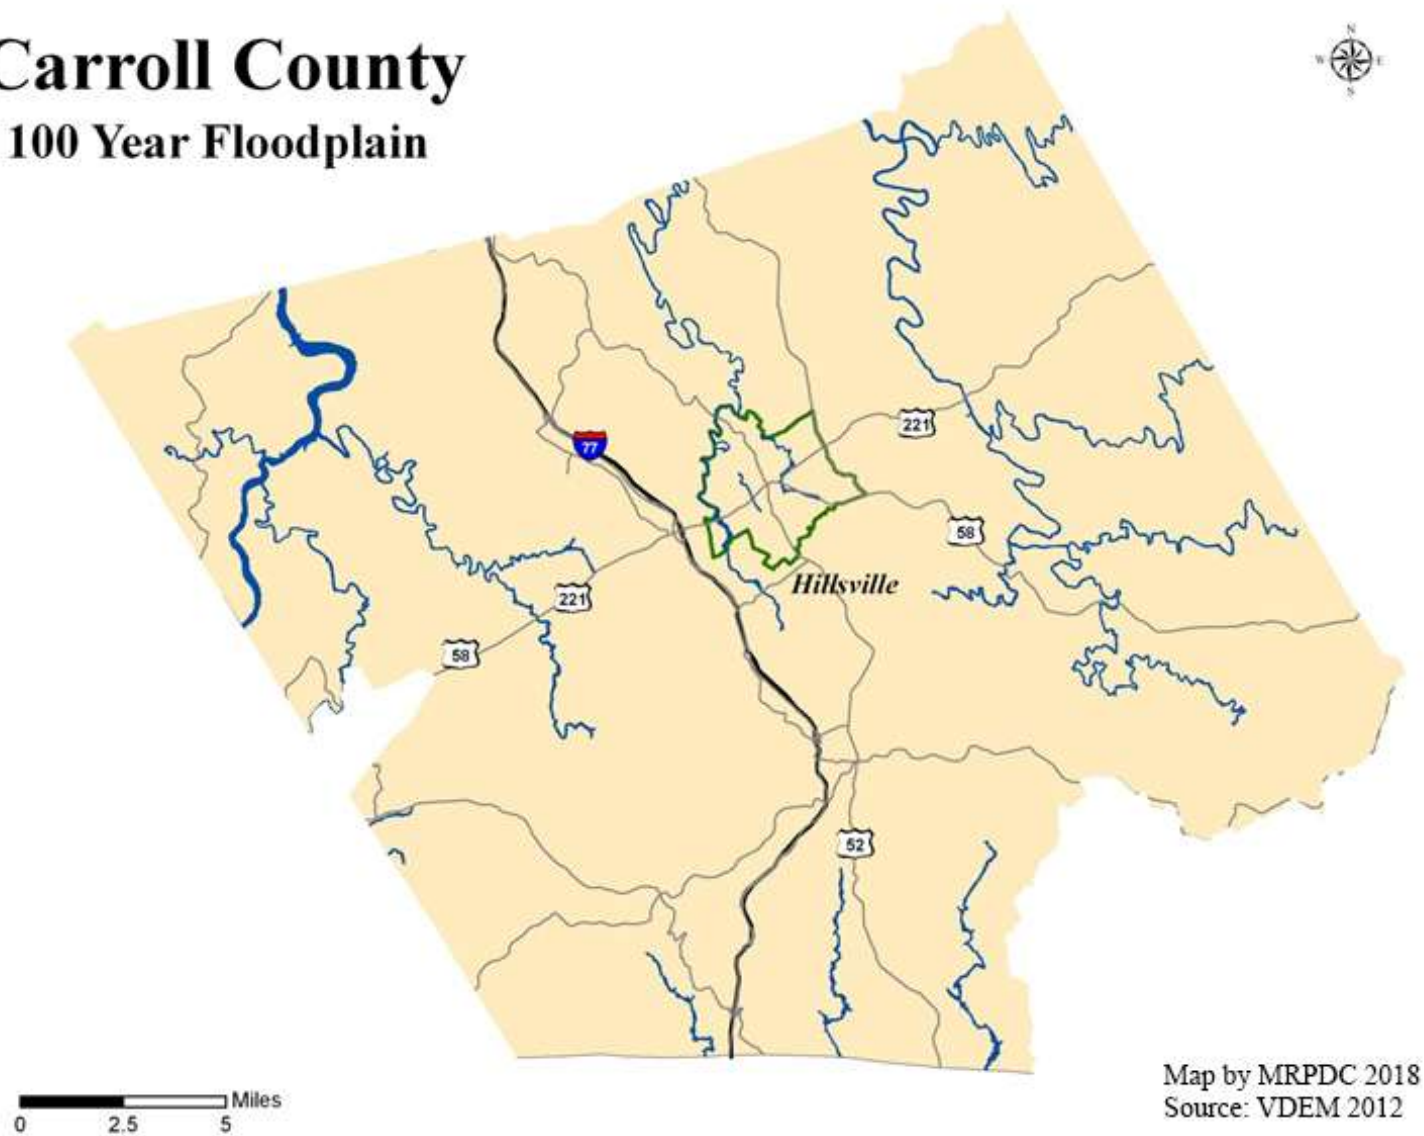 Carroll County
100 Year Floodplain
N
W E
S
77
221
58
Hillsville
221
58
52
Miles
0 2.5 5
Map by MRPDC 2018
Source: VDEM 2012